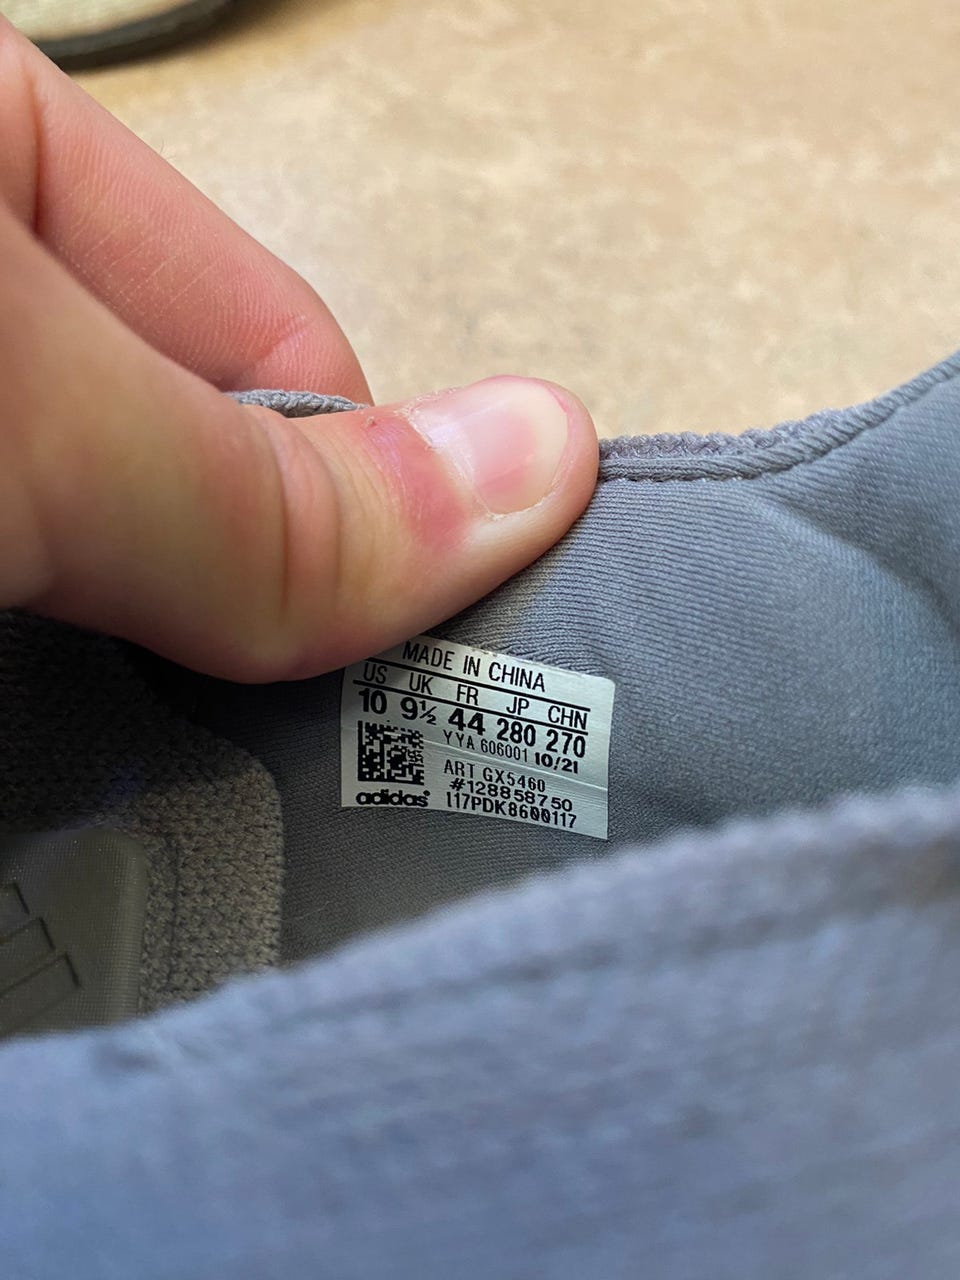 MADE IN CHINA
US UK FR JP CHN
10 9½ 44 280 270
YYA 606001 10/21
ART GX5460
#128858750
adidas® 117PDK8600117